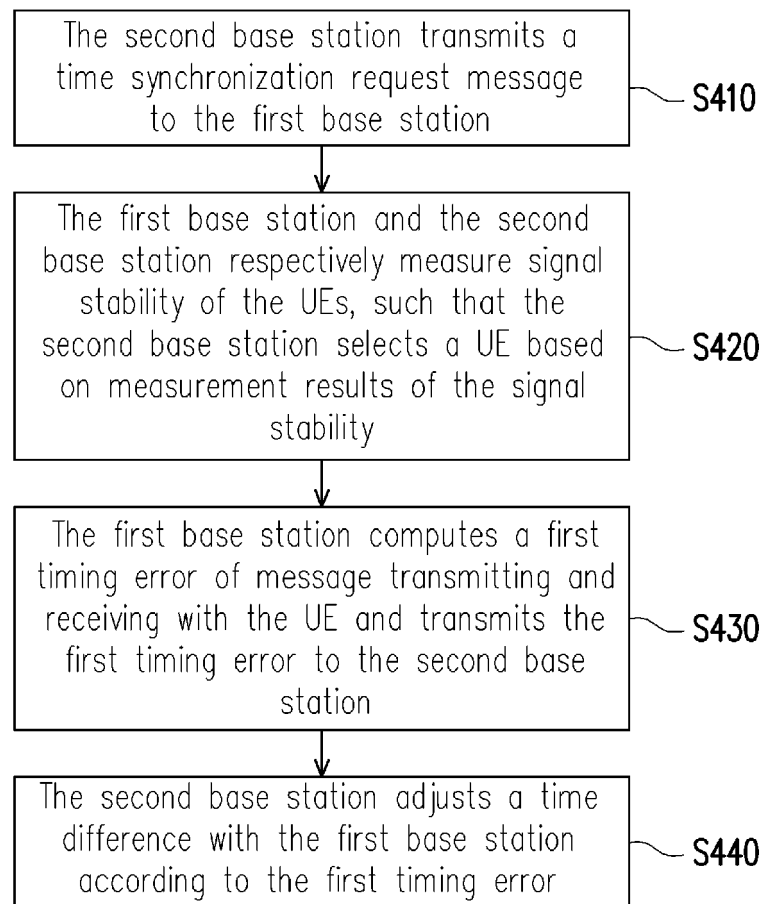 The second base station transmits a
time synchronization request message
to the first base station
S410
The first base station and the second
base station respectively measure signal
stability of the UEs, such that the
second base station selects a UE based
on measurement results of the signal
stability
S420
The first base station computes a first
timing error of message transmitting and
receiving with the UE and transmits the
first timing error to the second base
station
S430
The second base station adjusts a time
difference with the first base station
according to the first timing error
S440